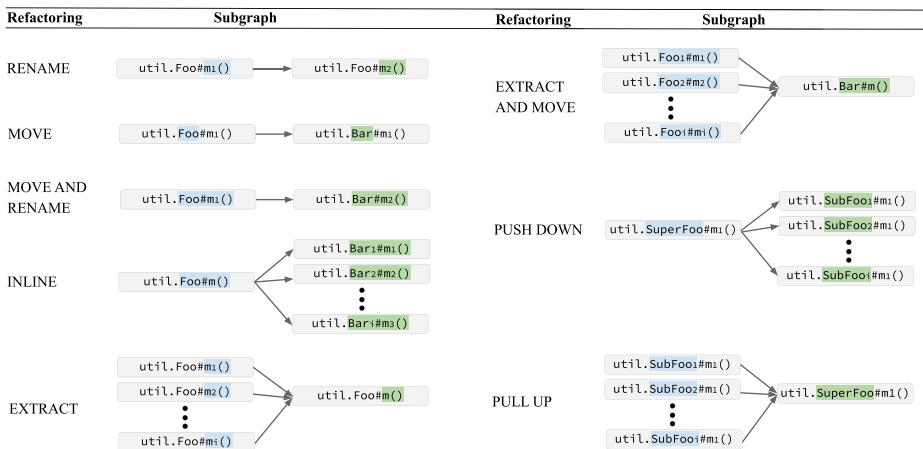 Refactoring Subgraph
RENAME
util.Foo#m1() util.Foo#m2()
MOVE
util.Foo#m1() util.Bar#m1()
MOVE AND
RENAME
util.Foo#m1() util.Bar#m2()
INLINE
util.Foo#m()
util.Bar1#m1()
util.Bar2#m2()
util.Bari#m3()
EXTRACT
util.Foo#m1()
util.Foo#m2()
util.Foo#mi()
util.Foo#m()
Refactoring Subgraph
EXTRACT
AND MOVE
util.Foo1#m1()
util.Foo2#m2()
util.Fooi#mi()
util.Bar#m()
PUSH DOWN
util.SuperFoo#m1()
util.SubFoo1#m1()
util.SubFoo2#m1()
util.SubFooi#m1()
PULL UP
util.SubFoo1#m1()
util.SubFoo2#m1()
util.SubFooi#m1()
util.SuperFoo#m1()